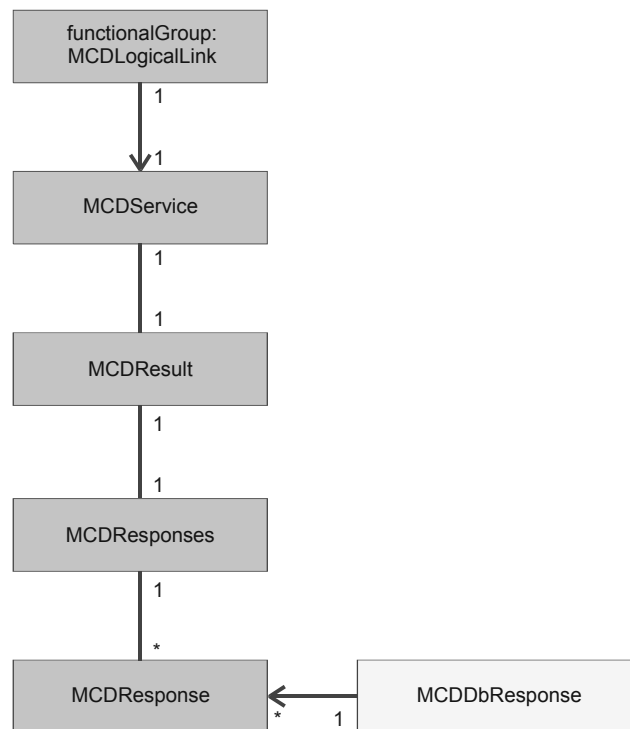 functionalGroup:
MCDLogicalLink
1
1
MCDService
1
1
MCDResult
1
1
MCDResponses
1
*
MCDResponse
MCDDbResponse
* 1